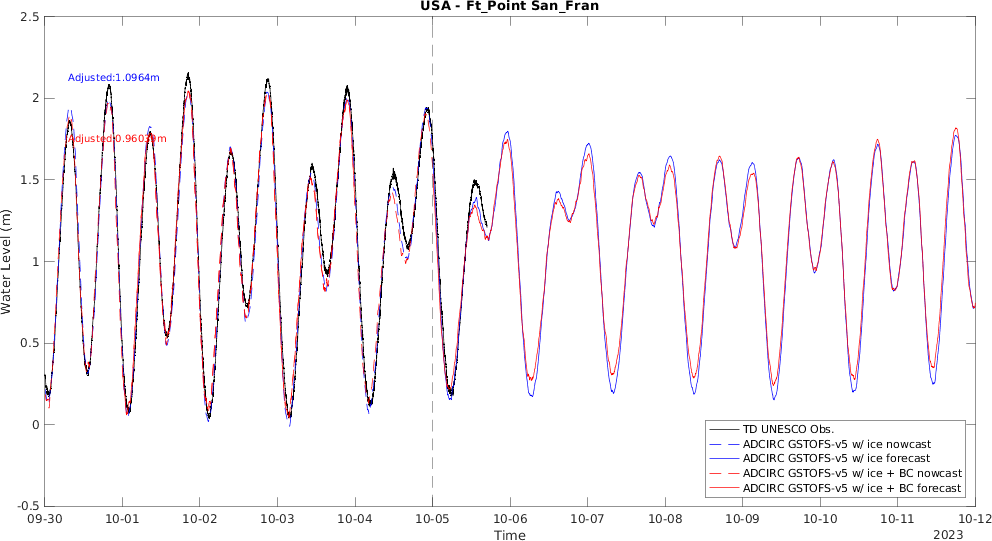 USA - Ft_Point San_Fran
2.5
2
1.5
1
0.5
0
-0.5
Water Level (m)
Adjusted:1.0964m
Adjusted:0.96039m
09-30 10-01 10-02 10-03 10-04 10-05 10-06 10-07 10-08 10-09 10-10 10-11 10-12
Time
2023
TD UNESCO Obs.
ADCIRC GSTOFS-v5 w/ ice nowcast
ADCIRC GSTOFS-v5 w/ ice forecast
ADCIRC GSTOFS-v5 w/ ice + BC nowcast
ADCIRC GSTOFS-v5 w/ ice + BC forecast